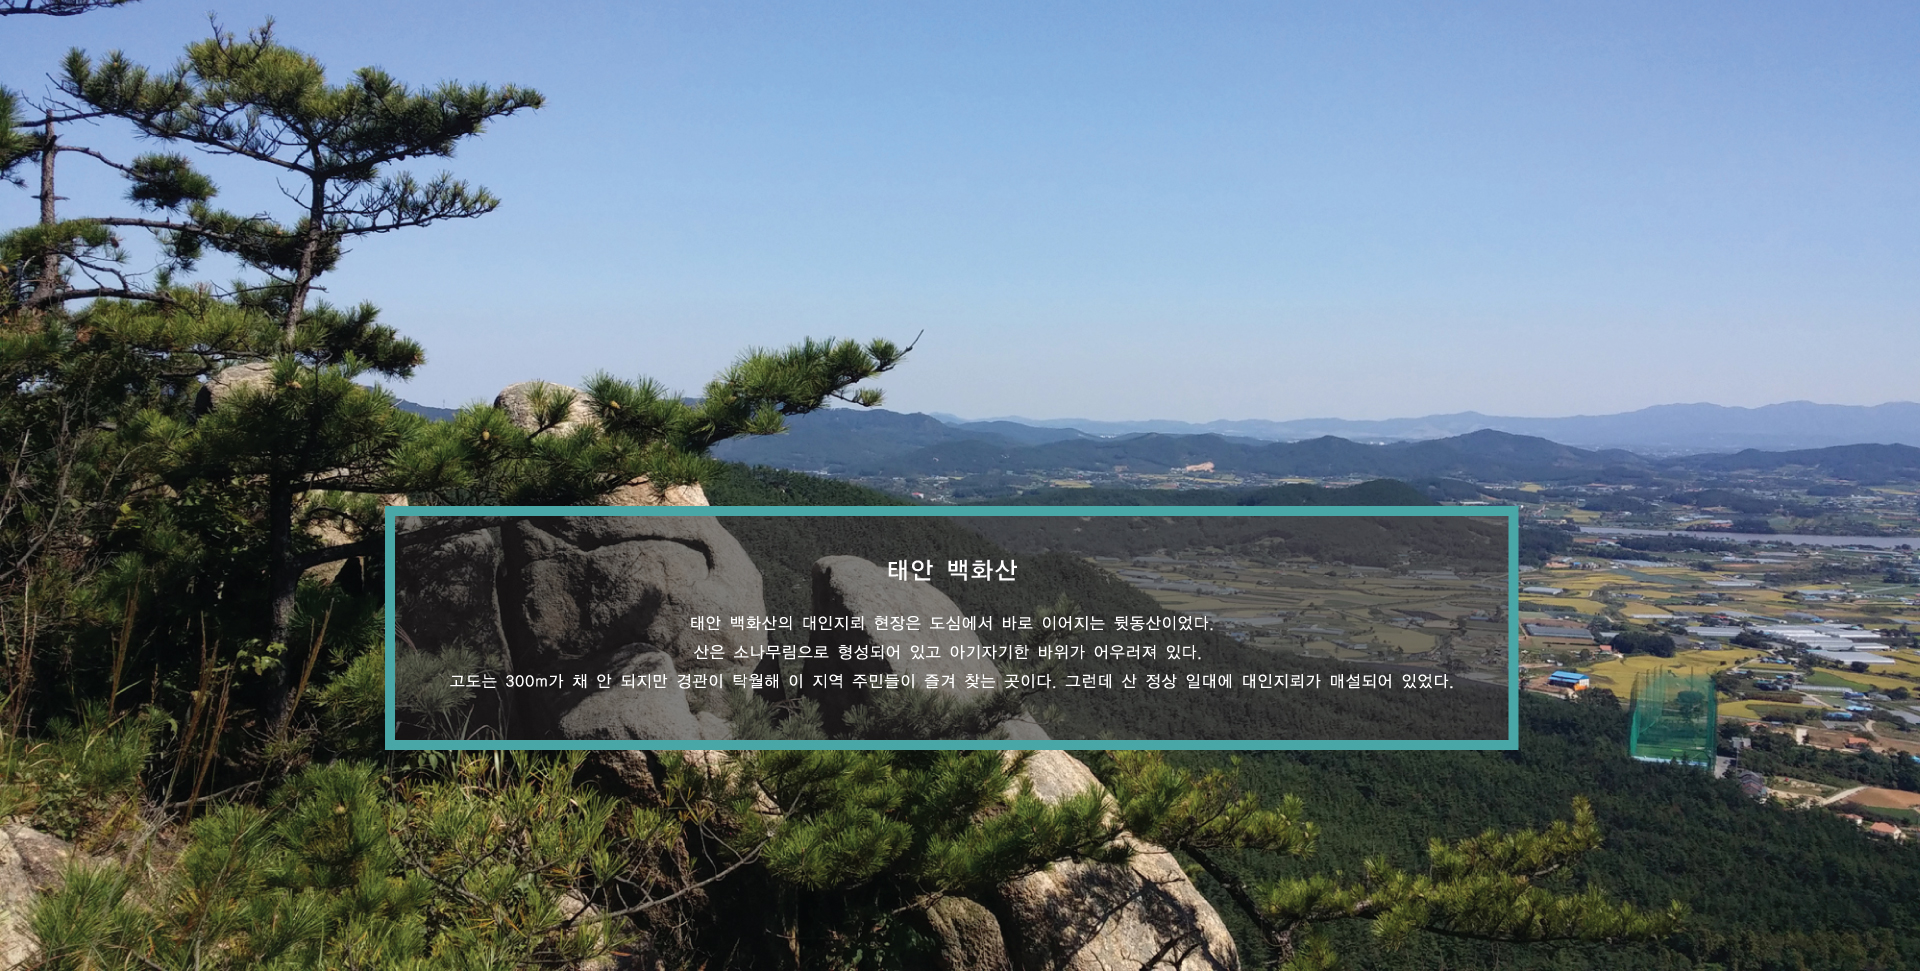 태안 백화산
태안 백화산의 대인지뢰 현장은 도심에서 바로 이어지는 뒷동산이었다.
산은 소나무림으로 형성되어 있고 아기자기한 바위가 어우러져 있다.
고도는 300m가 채 안 되지만 경관이 탁월해 이 지역 주민들이 즐겨 찾는 곳이다. 그런데 산 정상 일대에 대인지뢰가 매설되어 있었다.